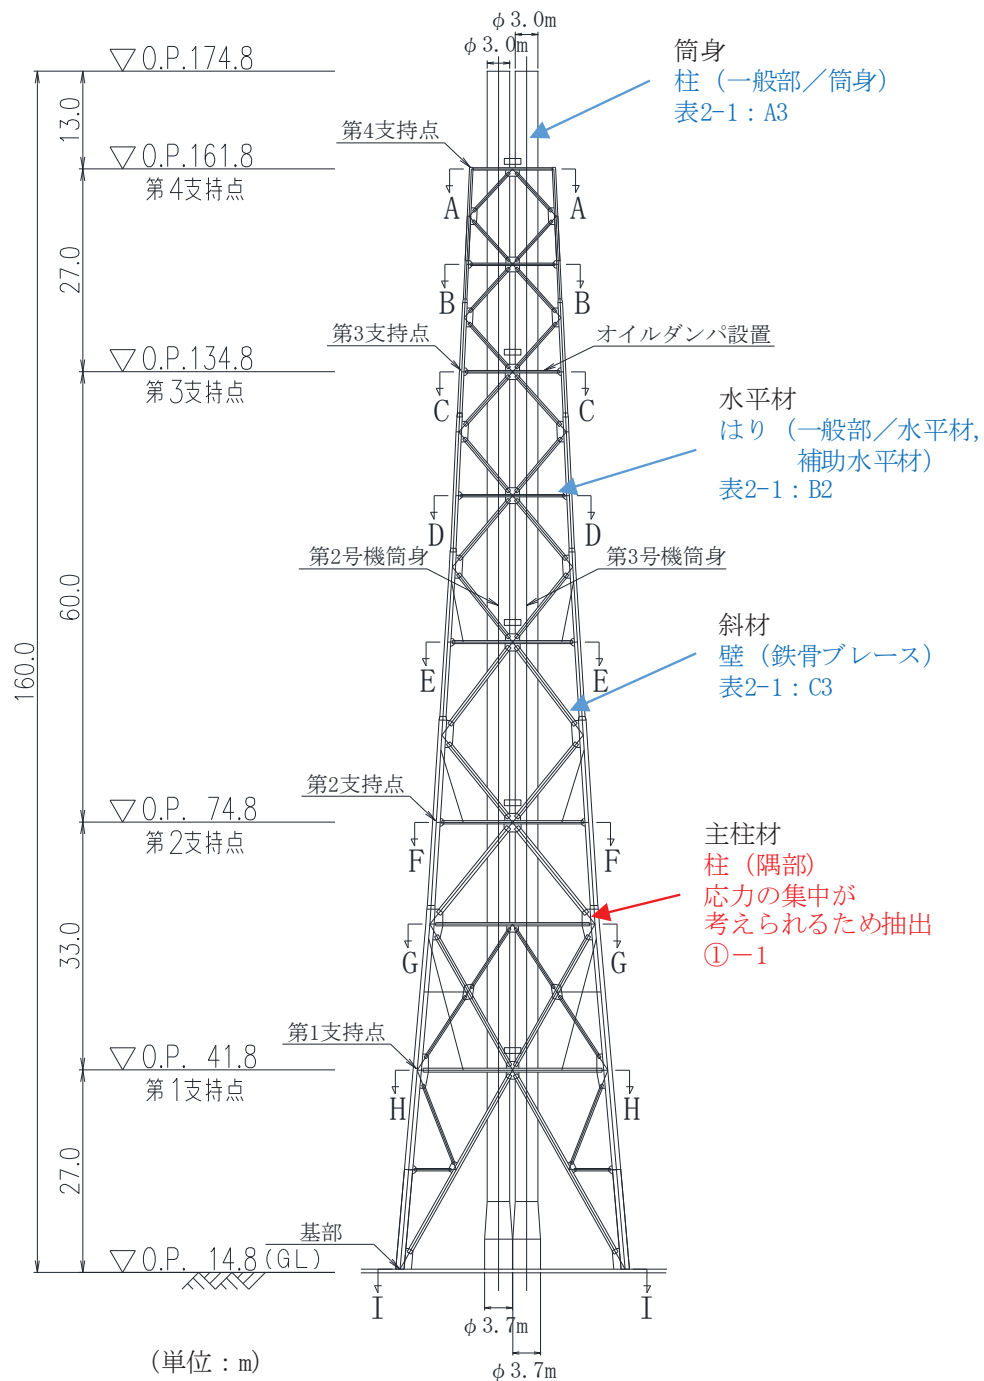 φ3.0m
φ3.0m
▽O.P.174.8
筒身
柱（一般部／筒身）
表2-1：A3
13.0
第4支持点
▽O.P.161.8
第4支持点
A A
27.0
B B
第3支持点
オイルダンパ設置
▽O.P.134.8
第3支持点
C C
水平材
はり（一般部／水平材,
補助水平材）
表2-1：B2
D D
第2号機筒身
第3号機筒身
60.0
160.0
斜材
壁（鉄骨ブレース）
表2-1：C3
E E
第2支持点
▽O.P. 74.8
第2支持点
F F
主柱材
柱（隅部）
応力の集中が
考えられるため抽出
①－1
33.0
G G
第1支持点
▽O.P. 41.8
第1支持点
H H
27.0
基部
▽O.P. 14.8(GL)
I I
φ3.7m
φ3.7m
(単位：m)